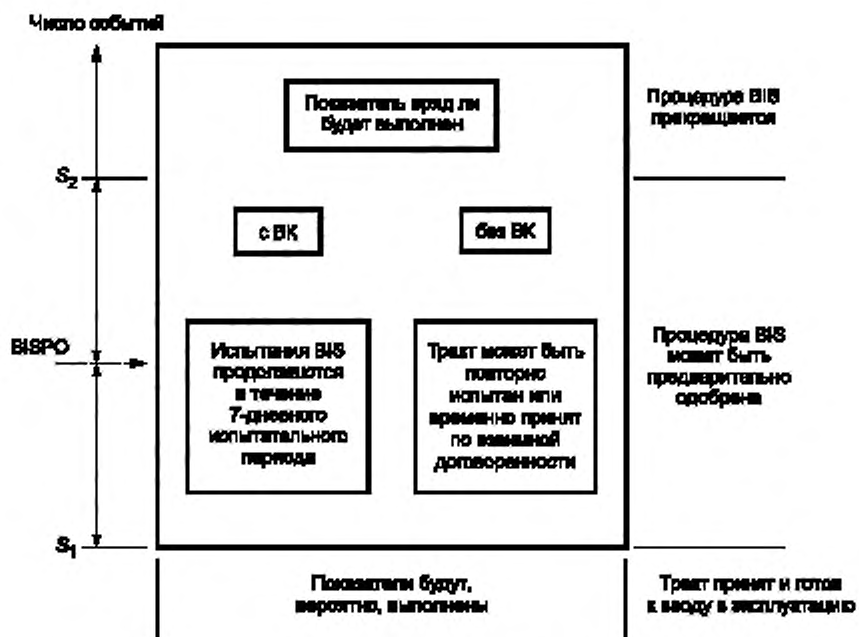 Число событий
Показатель вряд ли
будет выполнен
Процедура BIS
прекращается
S2
с ВК
без ВК
BISPO
Испытания BIS
продолжаются
в течение
7-дневного
испытательного
периода
Тракт может быть
повторно
испытан или
временно принят
по взаимной
договоренности
Процедура BIS
может быть
предварительно
одобрена
S1
Показатели будут,
вероятно, выполнены
Тракт принят и готов
к вводу в эксплуатацию